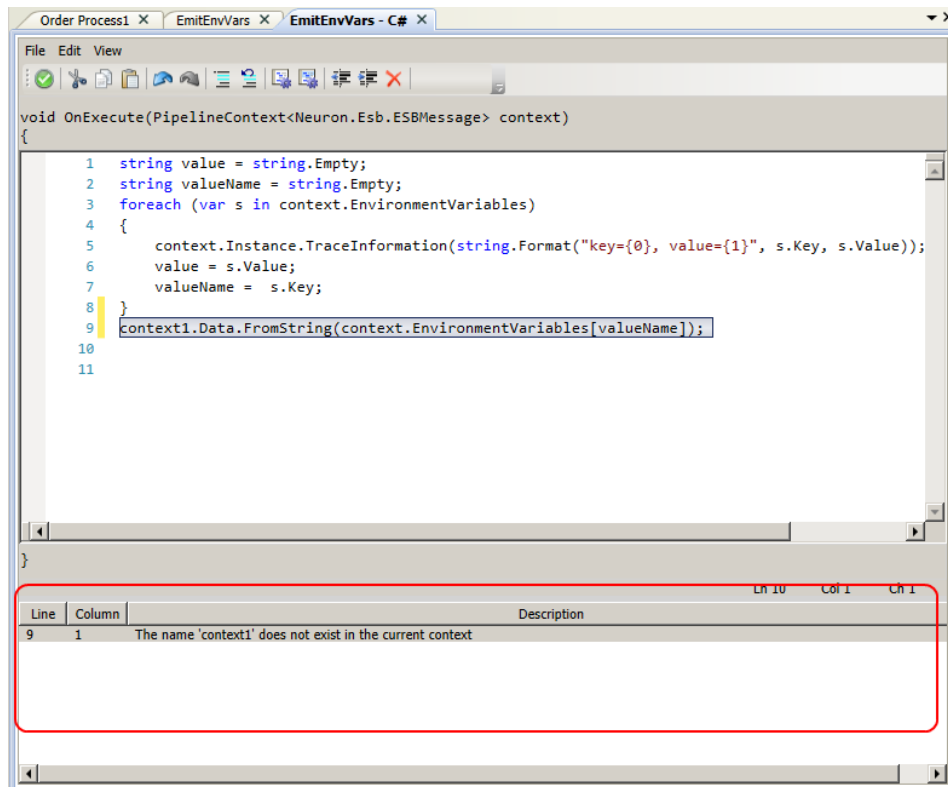 Order Process1 EmitEnvVars EmitEnvVars - C#
File Edit View
void OnExecute(PipelineContext<Neuron.Esb.ESBMessage> context)
{
1 string value = string.Empty;
2 string valueName = string.Empty;
3 foreach (var s in context.EnvironmentVariables)
4 {
5 context.Instance.TraceInformation(string.Format("key={0}, value={1}", s.Key, s.Value));
6 value = s.Value;
7 valueName = s.Key;
8 }
9 context1.Data.FromString(context.EnvironmentVariables[valueName]);
10
11
}
Ln 10 Col 1 Ch 1
Line Column Description
9 1 The name 'context1' does not exist in the current context